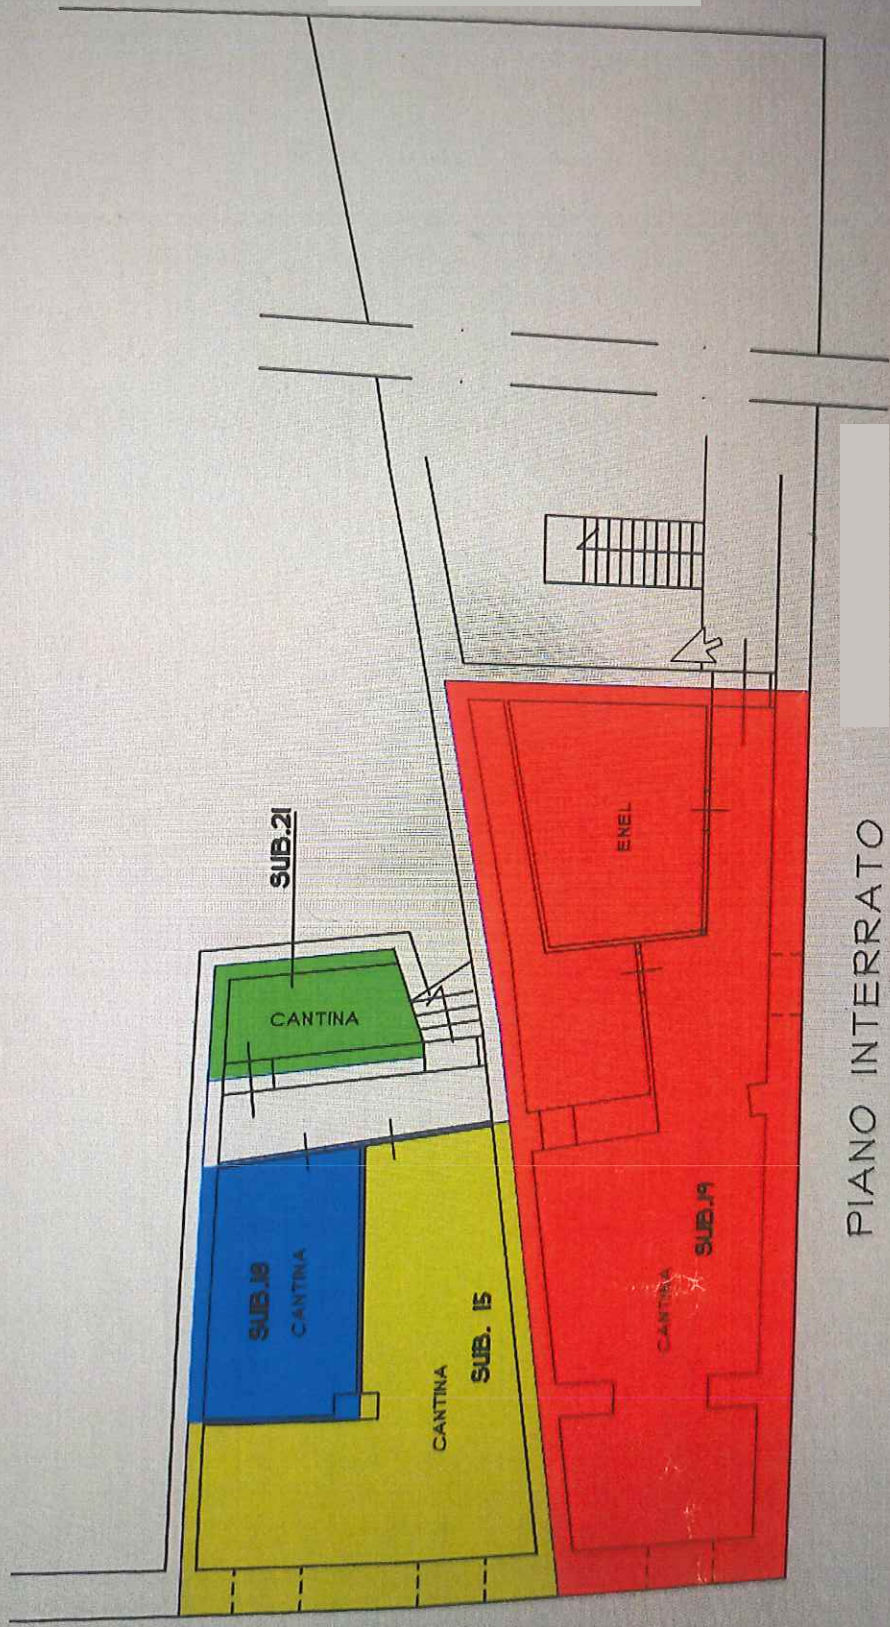 SUB.21
CANTINA
SUB.18
CANTINA
SUB. 15
CANTINA
ENEL
SUB.19
CANTINA
PIANO INTERRATO